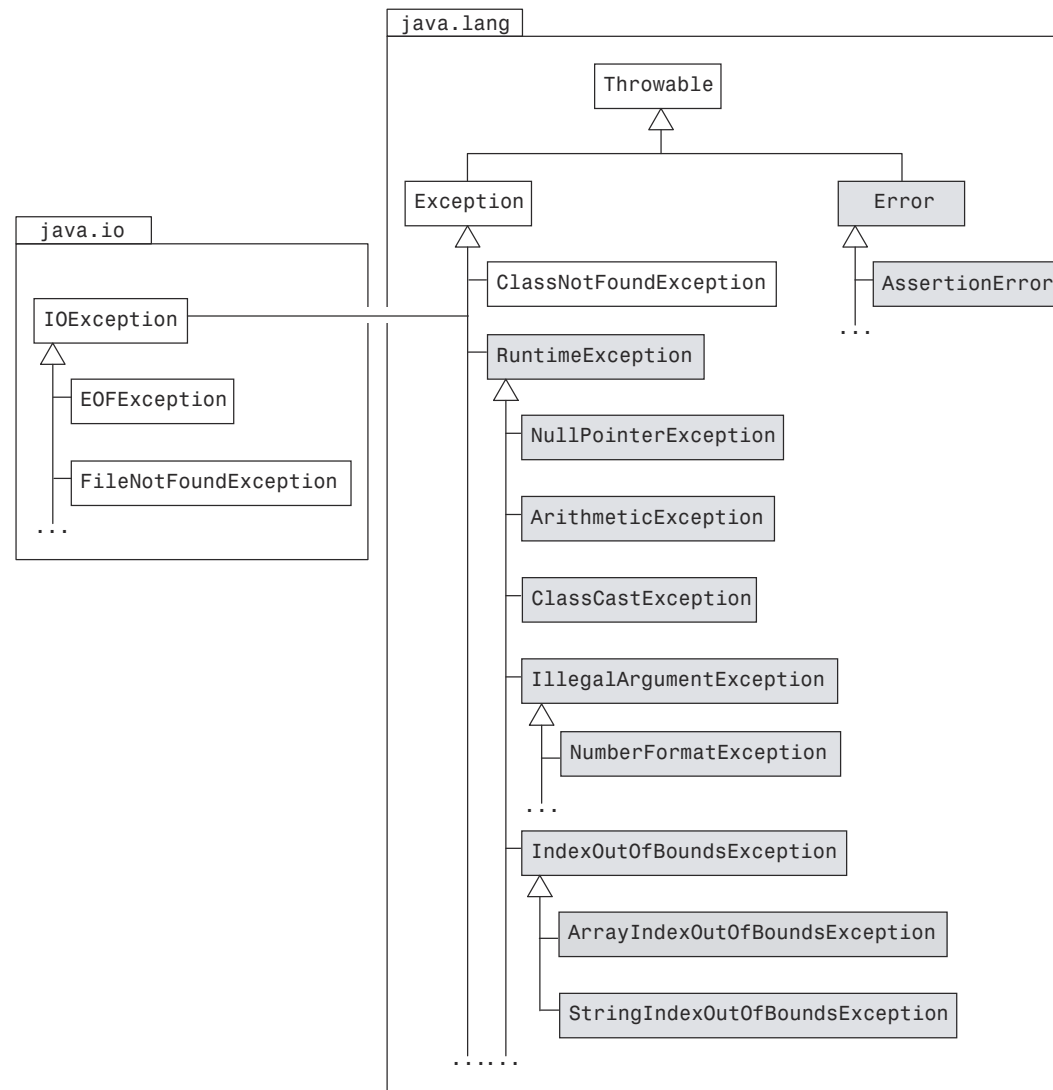 java.lang
Throwable
Exception
Error
java.io
ClassNotFoundException
AssertionError
IOException
...
RuntimeException
EOFException
NullPointerException
FileNotFoundException
...
ArithmeticException
ClassCastException
IllegalArgumentException
NumberFormatException
...
IndexOutOfBoundsException
ArrayIndexOutOfBoundsException
StringIndexOutOfBoundsException
......